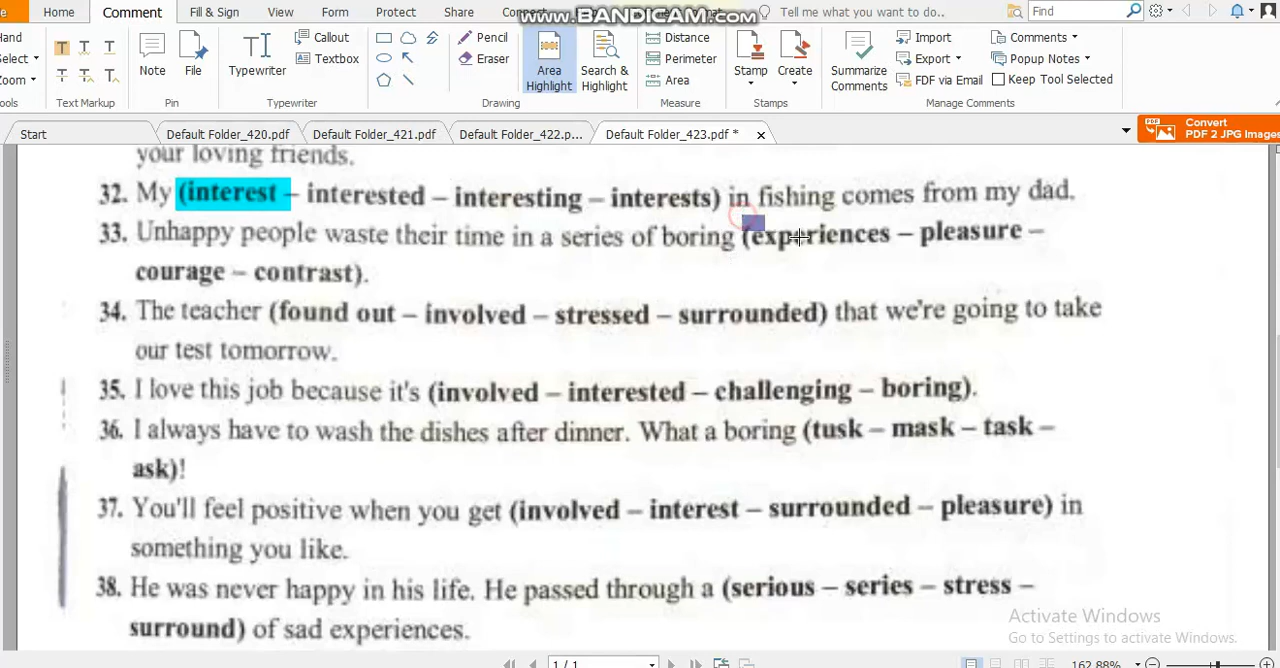 www.BANDICAM.com
Home Comment Fill & Sign View Form Protect Share Tell me what you want to do.. Find
Hand Select Zoom Tools
Text Markup
Note File Pin
Typewriter Callout Textbox Typewriter
Pencil Eraser Drawing
Area Highlight Search & Highlight
Distance Perimeter Area Measure
Stamp Create Stamps
Summarize Comments Import Export FDF via Email Comments Popup Notes Keep Tool Selected Manage Comments
Start Default Folder_420.pdf Default Folder_421.pdf Default Folder_422.p... Default Folder_423.pdf * Convert PDF 2 JPG Images
your loving friends.
32. My (interest – interested – interesting – interests) in fishing comes from my dad.
33. Unhappy people waste their time in a series of boring (experiences – pleasure –
courage – contrast).
34. The teacher (found out – involved – stressed – surrounded) that we're going to take
our test tomorrow.
35. I love this job because it's (involved – interested – challenging – boring).
36. I always have to wash the dishes after dinner. What a boring (tusk – mask – task –
ask)!
37. You'll feel positive when you get (involved – interest – surrounded – pleasure) in
something you like.
38. He was never happy in his life. He passed through a (serious – series – stress –
surround) of sad experiences.
Activate Windows
Go to Settings to activate Windows.
1 / 1 162.88%